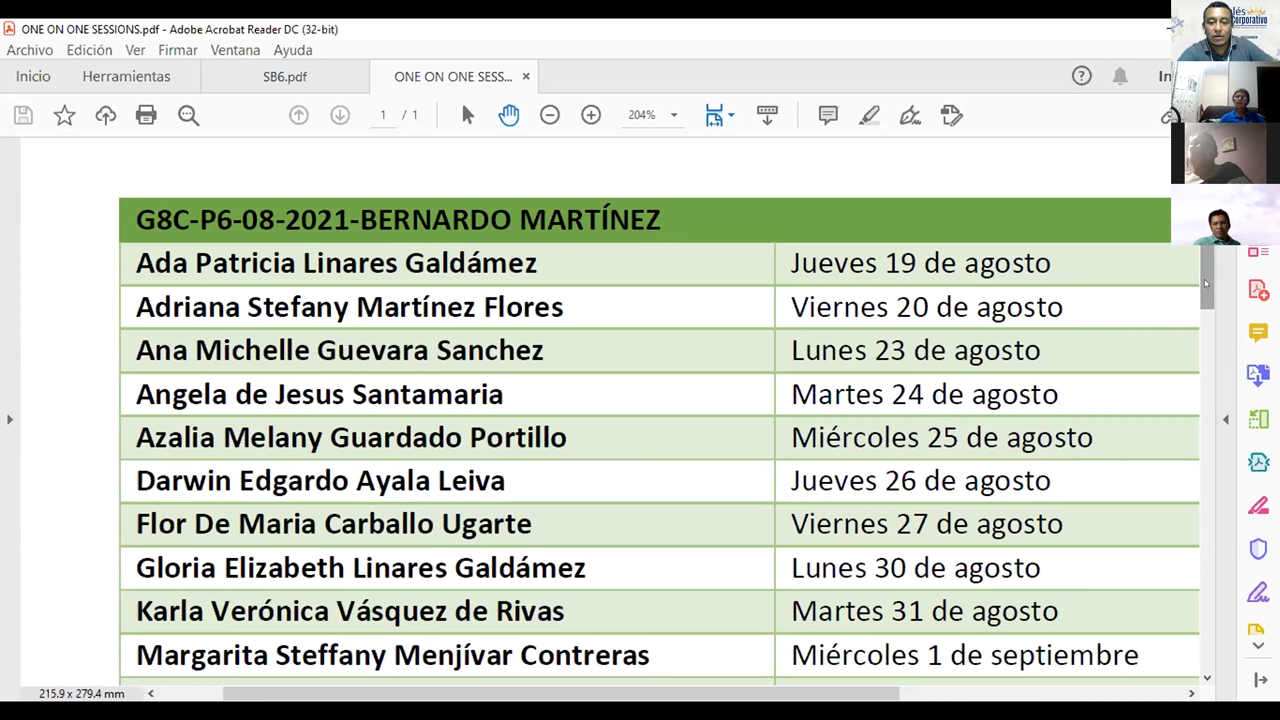 ONE ON ONE SESSIONS.pdf - Adobe Acrobat Reader DC (32-bit)
Archivo Edición Ver Firmar Ventana Ayuda
Inicio Herramientas SB6.pdf ONE ON ONE SESS... × In
1 / 1 204%
G8C-P6-08-2021-BERNARDO MARTÍNEZ
Ada Patricia Linares Galdámez Jueves 19 de agosto
Adriana Stefany Martínez Flores Viernes 20 de agosto
Ana Michelle Guevara Sanchez Lunes 23 de agosto
Angela de Jesus Santamaria Martes 24 de agosto
Azalia Melany Guardado Portillo Miércoles 25 de agosto
Darwin Edgardo Ayala Leiva Jueves 26 de agosto
Flor De Maria Carballo Ugarte Viernes 27 de agosto
Gloria Elizabeth Linares Galdámez Lunes 30 de agosto
Karla Verónica Vásquez de Rivas Martes 31 de agosto
Margarita Steffany Menjívar Contreras Miércoles 1 de septiembre
215.9 x 279.4 mm